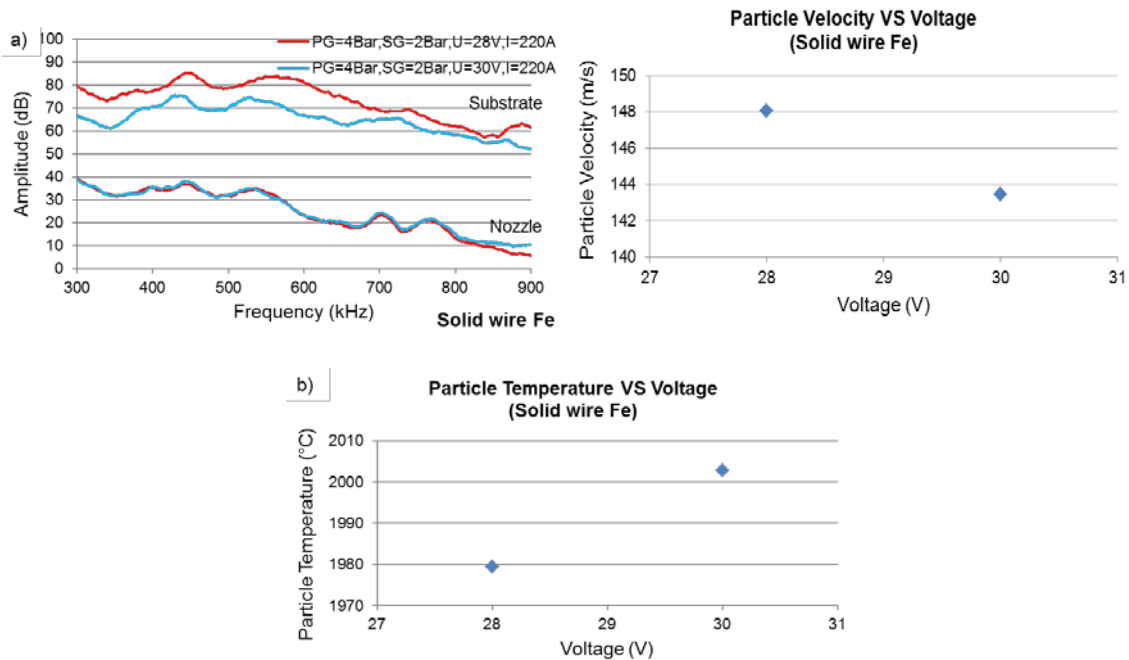 a)
100
90
80
70
60
50
40
30
20
10
0
Amplitude (dB)
PG=4Bar,SG=2Bar,U=28V,I=220A
PG=4Bar,SG=2Bar,U=30V,I=220A
Substrate
Nozzle
300 400 500 600 700 800 900
Frequency (kHz)
Solid wire Fe
Particle Velocity VS Voltage
(Solid wire Fe)
Particle Velocity (m/s)
150
148
146
144
142
140
27 28 29 30 31
Voltage (V)
b)
Particle Temperature VS Voltage
(Solid wire Fe)
Particle Temperature (°C)
2010
2000
1990
1980
1970
27 28 29 30 31
Voltage (V)